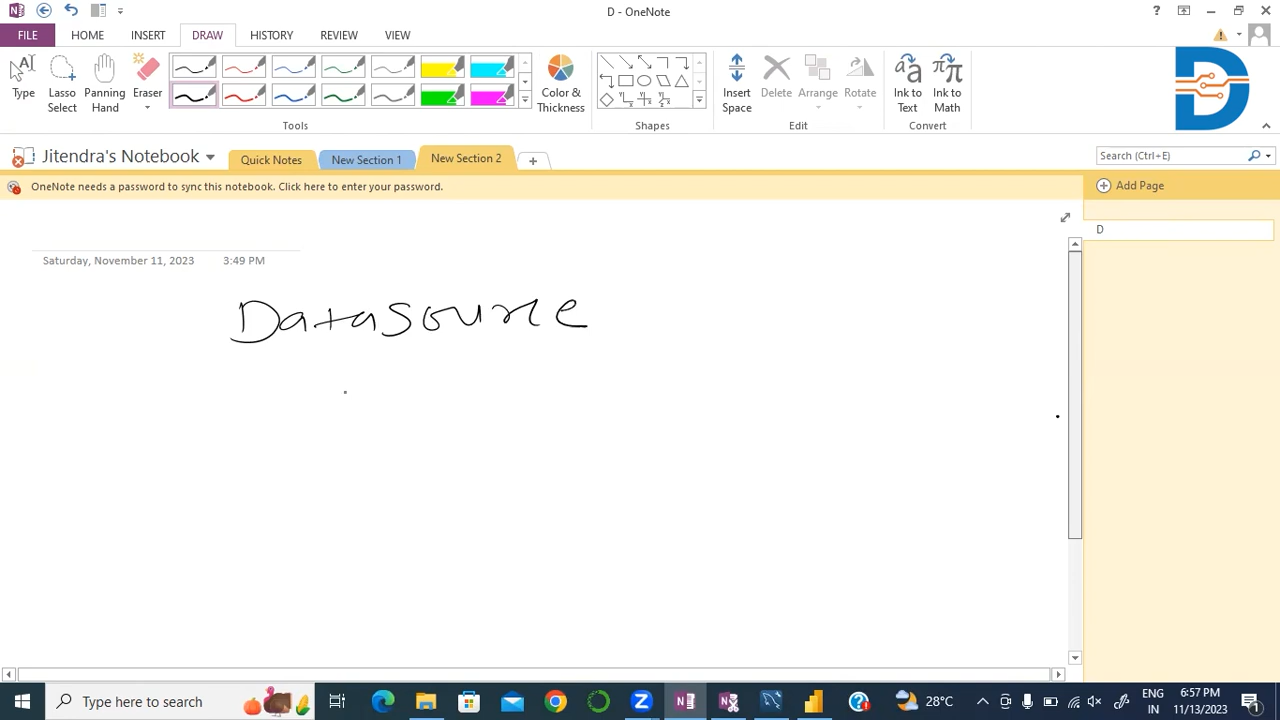 D - OneNote
FILE HOME INSERT DRAW HISTORY REVIEW VIEW
Type
Lasso Select
Panning Hand
Eraser
Color & Thickness
Insert Space
Delete
Arrange
Rotate
Ink to Text
Ink to Math
Tools Shapes Edit Convert
Jitendra's Notebook Quick Notes New Section 1 New Section 2
Search (Ctrl+E)
OneNote needs a password to sync this notebook. Click here to enter your password.
Add Page
D
Saturday, November 11, 2023 3:49 PM
Datasource
Type here to search
28°C
ENG
IN
6:57 PM
11/13/2023
1